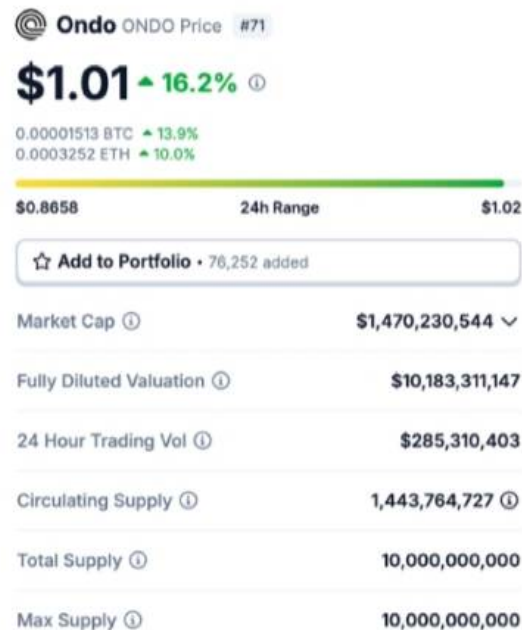 Ondo ONDO Price #71
$1.01 16.2%
0.00001513 BTC 13.9%
0.0003252 ETH 10.0%
$0.8658 24h Range $1.02
Add to Portfolio • 76,252 added
Market Cap $1,470,230,544
Fully Diluted Valuation $10,183,311,147
24 Hour Trading Vol $285,310,403
Circulating Supply 1,443,764,727
Total Supply 10,000,000,000
Max Supply 10,000,000,000